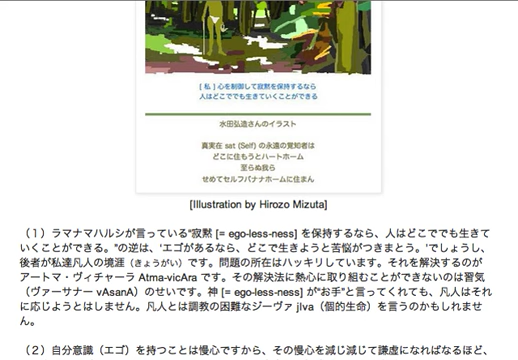 [ 私 ] 心を制御して寂黙を保持するなら
人はどこででも生きていくことができる
水田弘造さんのイラスト
真実在 sat (Self) の永遠の覚知者は
どこに住もうとハートホーム
至らぬ我ら
せめてセルフバナナホームに住まん
[Illustration by Hirozo Mizuta]
（１）ラマナマハルシが言っている"寂黙 [= ego-less-ness] を保持するなら、人はどこででも生きて
いくことができる。"の逆は、'エゴがあるなら、どこで生きようと苦悩がつきまとう。'でしょうし、
後者が私達凡人の境涯（きょうがい）です。問題の所在はハッキリしています。それを解決するのが
アートマ・ヴィチャーラ Atma-vicAra です。その解決法に熱心に取り組むことができないのは習気
（ヴァーサナー vAsanA）のせいです。神 [= ego-less-ness] が"お手"と言ってくれても、凡人はそれ
に応じようとはしません。凡人とは調教の困難なジーヴァ jIva（個的生命）を言うのかもしれませ
ん。
（２）自分意識（エゴ）を持つことは慢心ですから、その慢心を減じ減じて謙虚になればなるほど、